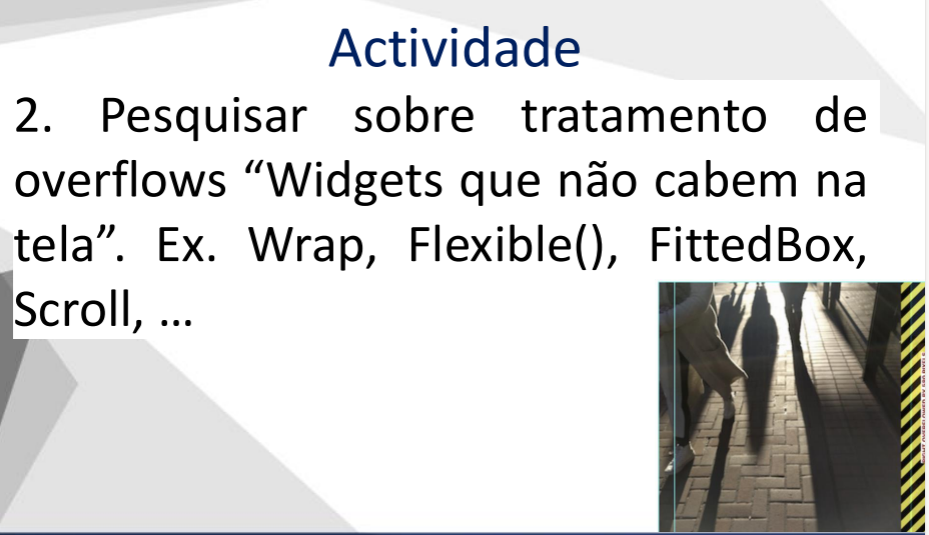 Actividade
2. Pesquisar sobre tratamento de
overflows “Widgets que não cabem na
tela”. Ex. Wrap, Flexible(), FittedBox,
Scroll, ...